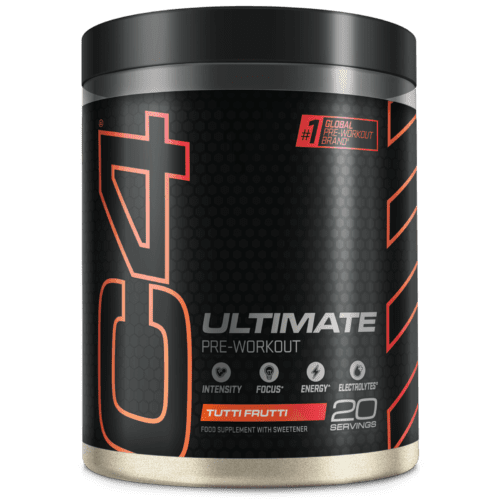 C4®
#1 GLOBAL
PRE-WORKOUT
BRAND^
ULTIMATE
PRE-WORKOUT
INTENSITY
FOCUS*
ENERGY*
ELECTROLYTES*
TUTTI FRUTTI
20
SERVINGS
FOOD SUPPLEMENT WITH SWEETENER